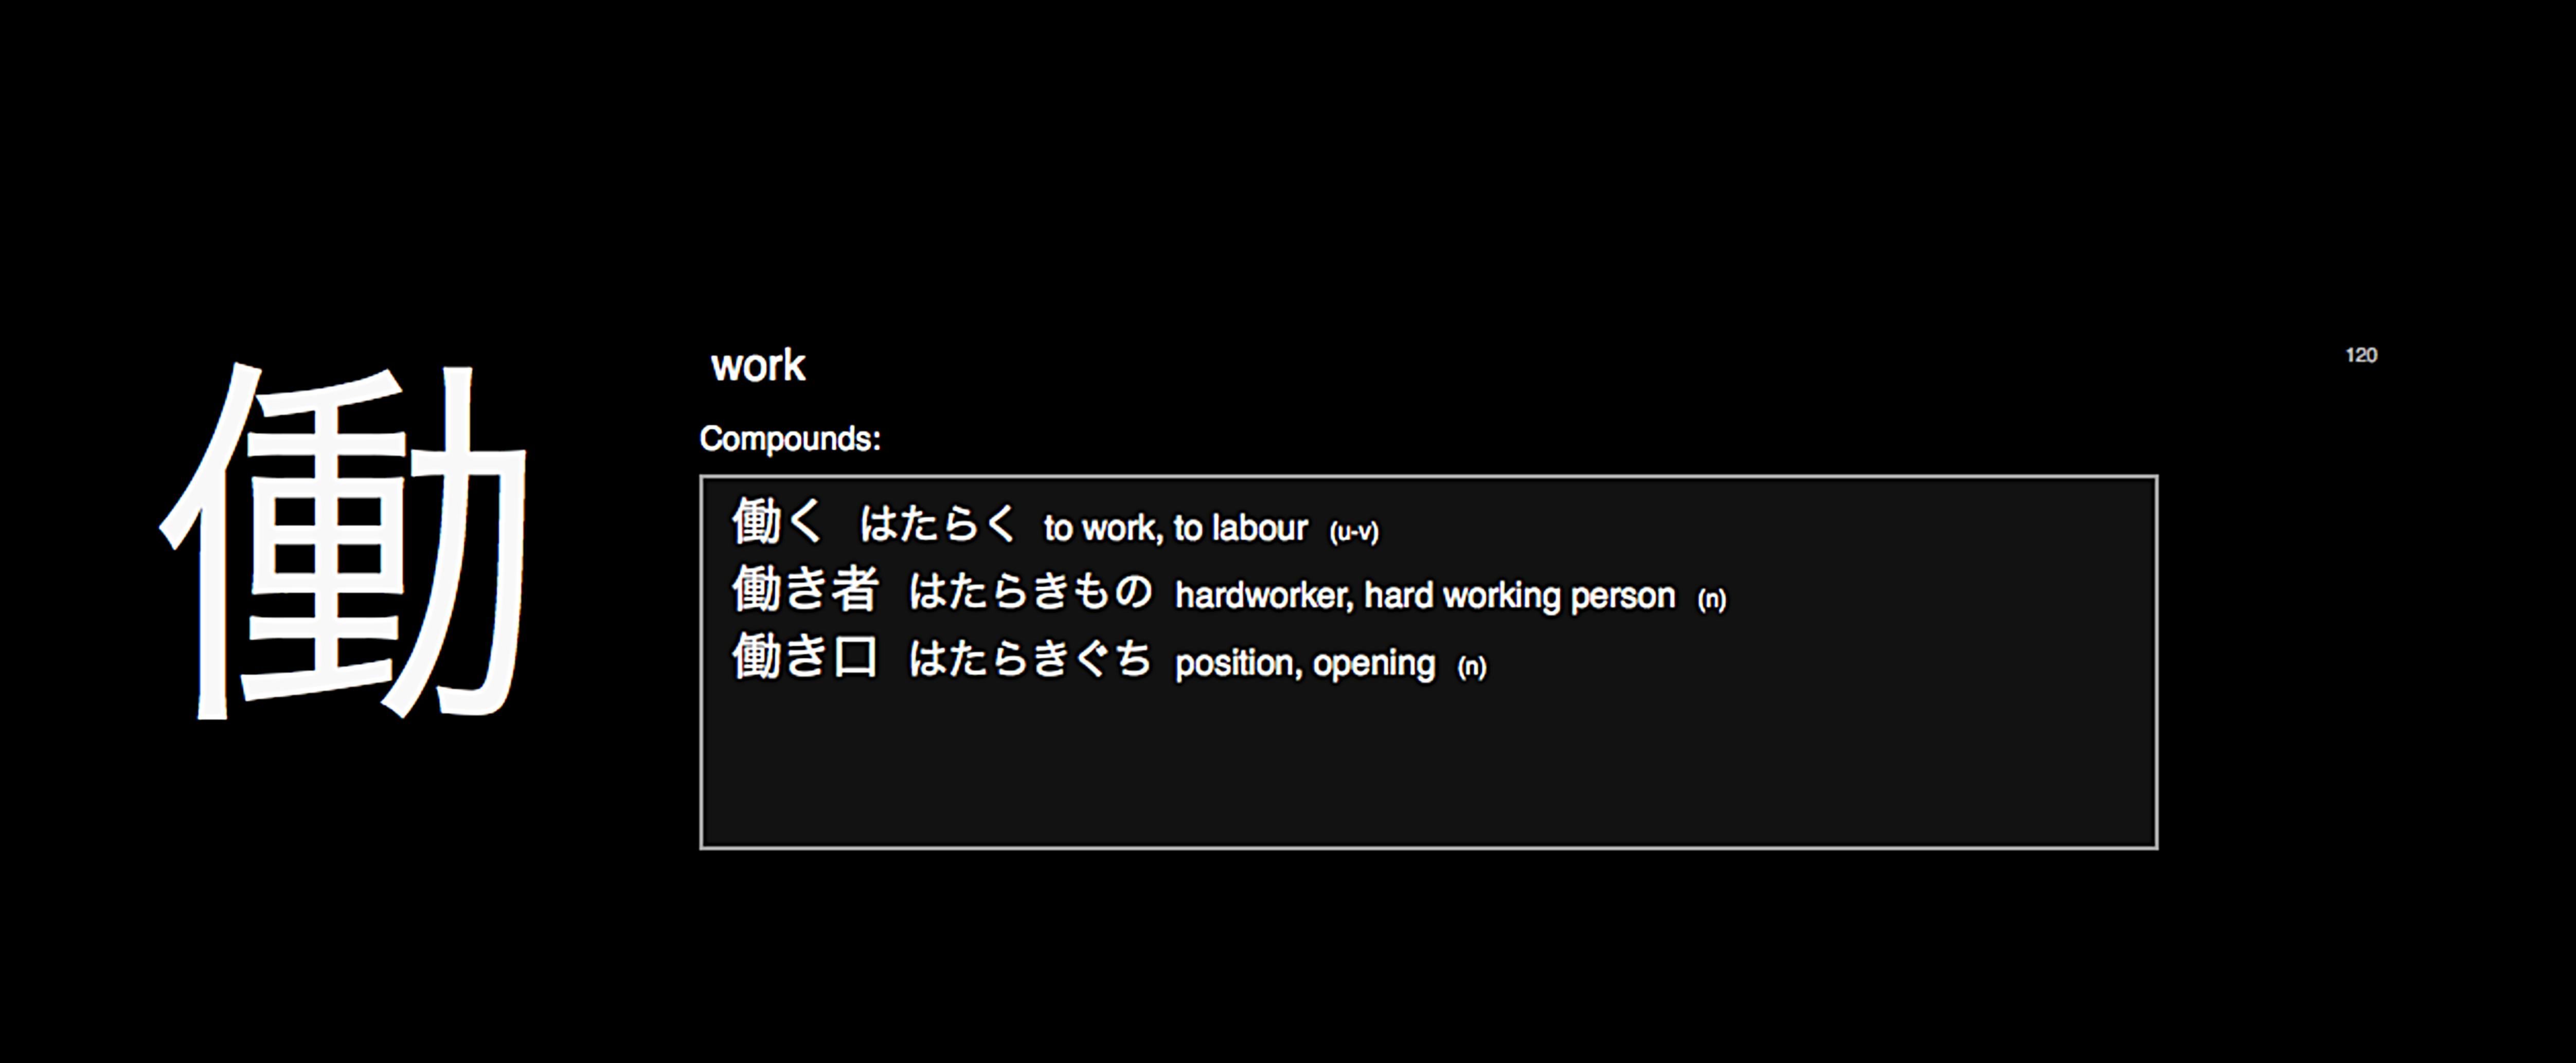 働
work
120
Compounds:
働く はたらく to work, to labour (u-v)
働き者 はたらきもの hardworker, hard working person (n)
働き口 はたらきぐち position, opening (n)